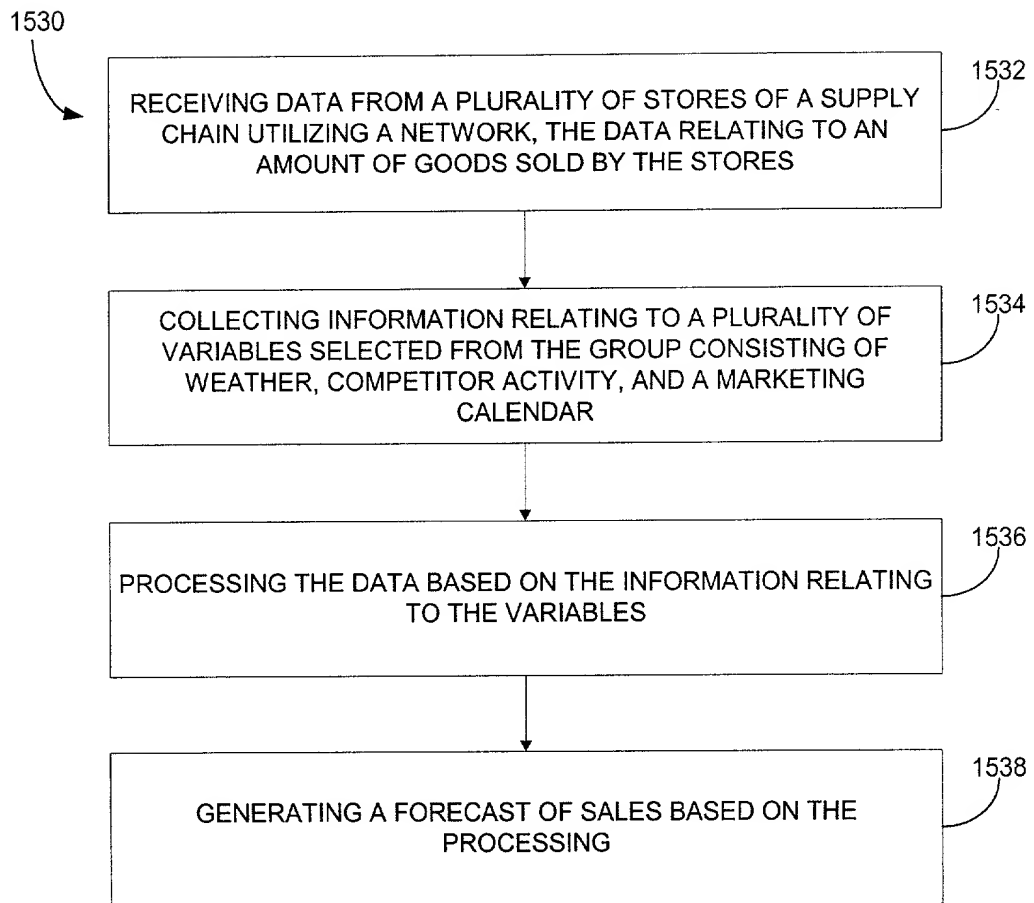 1530
1532
RECEIVING DATA FROM A PLURALITY OF STORES OF A SUPPLY
CHAIN UTILIZING A NETWORK, THE DATA RELATING TO AN
AMOUNT OF GOODS SOLD BY THE STORES
1534
COLLECTING INFORMATION RELATING TO A PLURALITY OF
VARIABLES SELECTED FROM THE GROUP CONSISTING OF
WEATHER, COMPETITOR ACTIVITY, AND A MARKETING
CALENDAR
1536
PROCESSING THE DATA BASED ON THE INFORMATION RELATING
TO THE VARIABLES
1538
GENERATING A FORECAST OF SALES BASED ON THE
PROCESSING